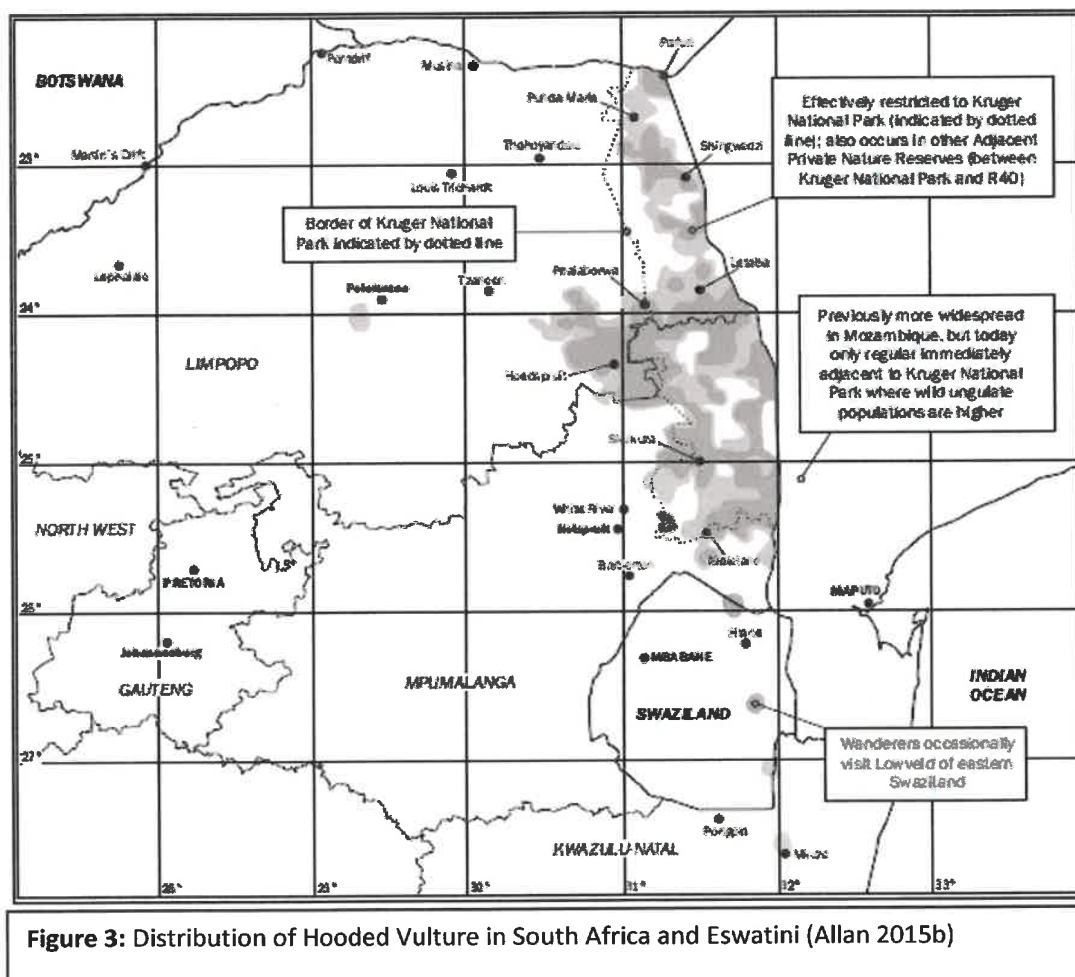 BOTSWANA
Musina
Pafuri
Punda Maria
Effectively restricted to Kruger
National Park (indicated by dotted
line); also occurs in other Adjacent
Private Nature Reserves (between
Kruger National Park and R40)
23°
Thohoyandou
Shingwedzi
Louis Trichardt
Border of Kruger National
Park indicated by dotted line
Lephalale
Polokwane
Tzaneen
Phalaborwa
Letaba
24°
Previously more widespread
in Mozambique, but today
only regular immediately
adjacent to Kruger National
Park where wild ungulate
populations are higher
LIMPOPO
Hoedspruit
Skukuza
25°
NORTH WEST
White River
Nelspruit
Malelane
Barberton
PRETORIA
MAPUTO
26°
Johannesburg
MBABANE
GAUTENG
MPUMALANGA
SWAZILAND
INDIAN
OCEAN
27°
Wanderers occasionally
visit Lowveld of eastern
Swaziland
Pongola
KWAZULU-NATAL
Mkuze
28°
29°
30°
31°
32°
33°
Figure 3: Distribution of Hooded Vulture in South Africa and Eswatini (Allan 2015b)